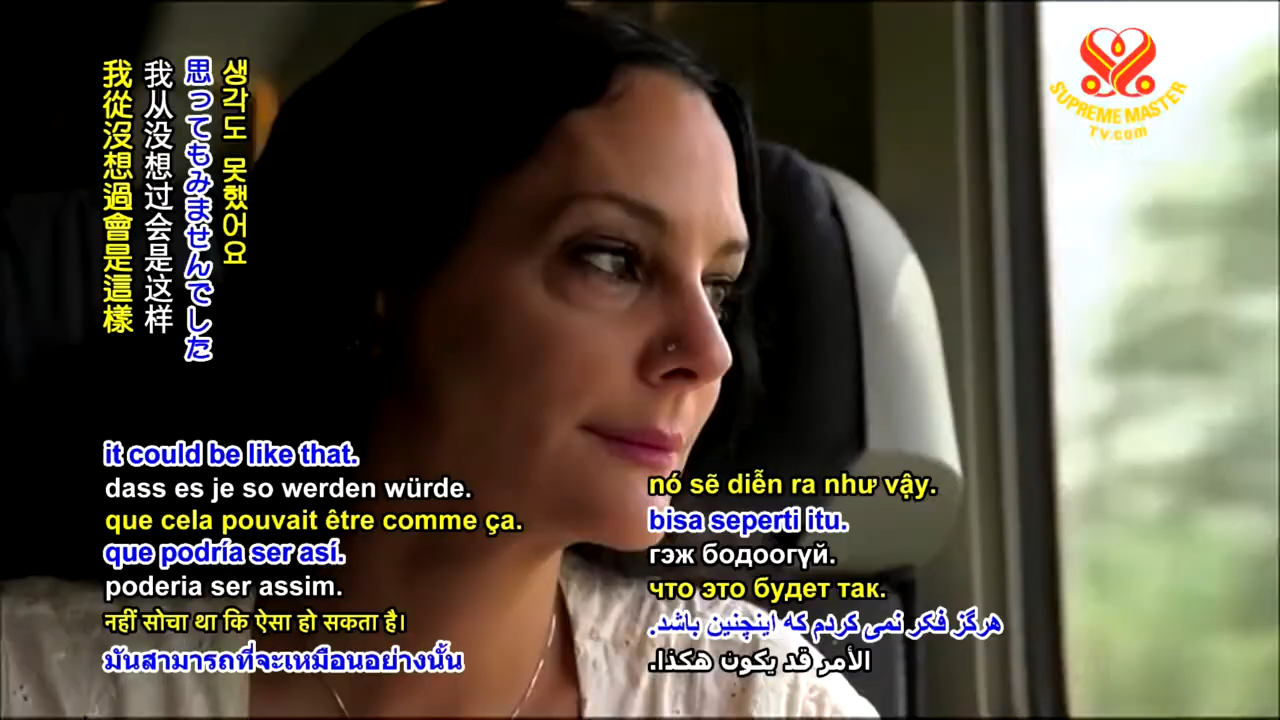 我從沒想過會是這樣
我从没想过会是这样
思ってもみませんでした
생각도 못했어요
SUPREME MASTER
TV.com
it could be like that.
dass es je so werden würde.
que cela pouvait être comme ça.
que podría ser así.
poderia ser assim.
नहीं सोचा था कि ऐसा हो सकता है।
มันสามารถที่จะเหมือนอย่างนั้น
nó sẽ diễn ra như vậy.
bisa seperti itu.
гэж бодоогүй.
что это будет так.
هرگز فکر نمی کردم که اینچنین باشد.
الأمر قد يكون هكذا.